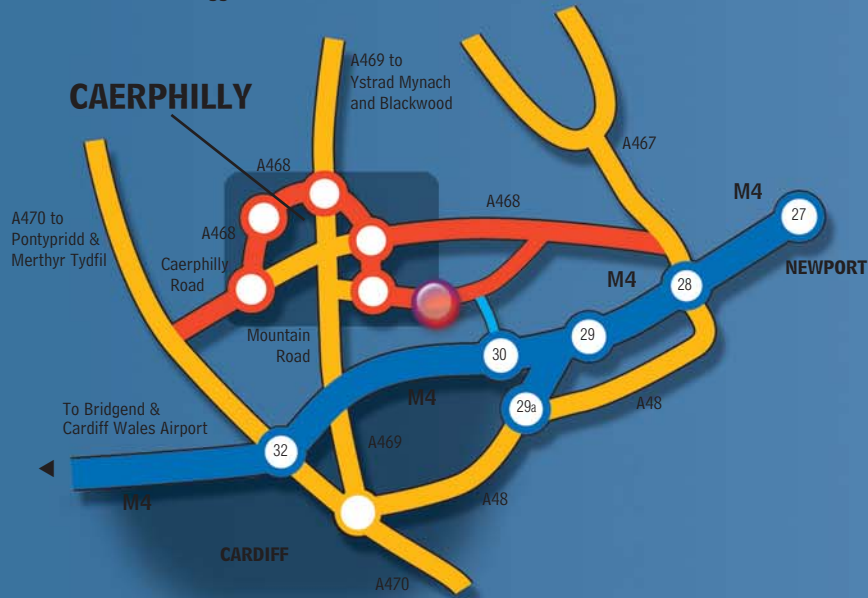 A469 to
Ystrad Mynach
and Blackwood
CAERPHILLY
A467
A468
M4
27
A468
A470 to
Pontypridd &
Merthyr Tydfil
A468
Caerphilly
Road
NEWPORT
M4
28
Mountain
Road
29
30
M4
29a
A48
To Bridgend &
Cardiff Wales Airport
A469
32
M4
A48
CARDIFF
A470